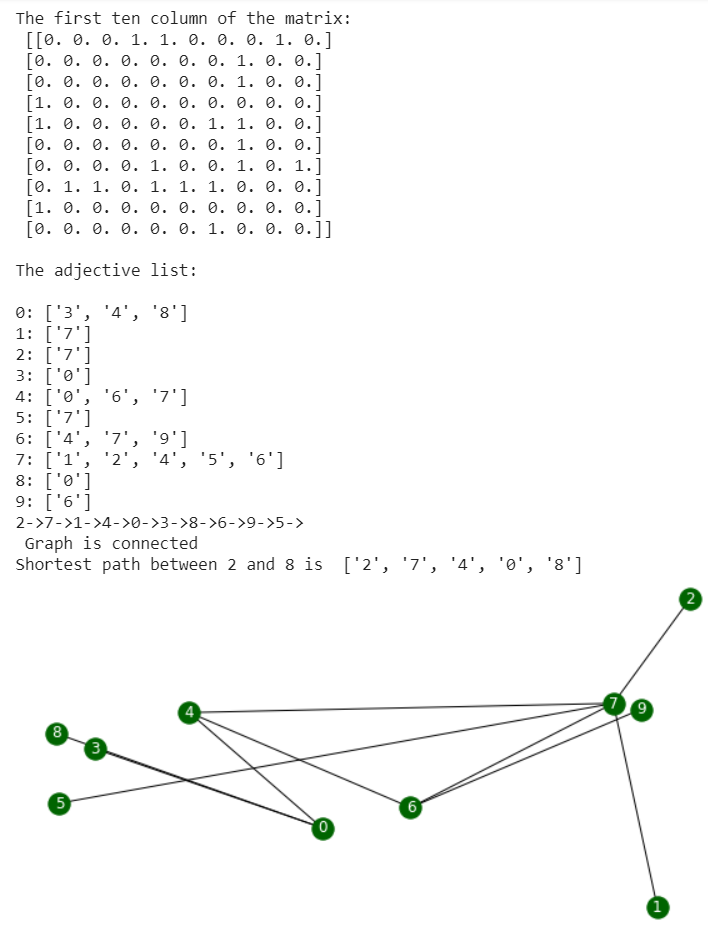 The first ten column of the matrix:
[[0. 0. 0. 1. 1. 0. 0. 0. 1. 0.]
[0. 0. 0. 0. 0. 0. 0. 1. 0. 0.]
[0. 0. 0. 0. 0. 0. 0. 1. 0. 0.]
[1. 0. 0. 0. 0. 0. 0. 0. 0. 0.]
[1. 0. 0. 0. 0. 0. 1. 1. 0. 0.]
[0. 0. 0. 0. 0. 0. 0. 1. 0. 0.]
[0. 0. 0. 0. 1. 0. 0. 1. 0. 1.]
[0. 1. 1. 0. 1. 1. 1. 0. 0. 0.]
[1. 0. 0. 0. 0. 0. 0. 0. 0. 0.]
[0. 0. 0. 0. 0. 0. 1. 0. 0. 0.]]
The adjective list:
0: ['3', '4', '8']
1: ['7']
2: ['7']
3: ['0']
4: ['0', '6', '7']
5: ['7']
6: ['4', '7', '9']
7: ['1', '2', '4', '5', '6']
8: ['0']
9: ['6']
2->7->1->4->0->3->8->6->9->5->
Graph is connected
Shortest path between 2 and 8 is  ['2', '7', '4', '0', '8']
2
7
9
4
8
3
5
6
0
1